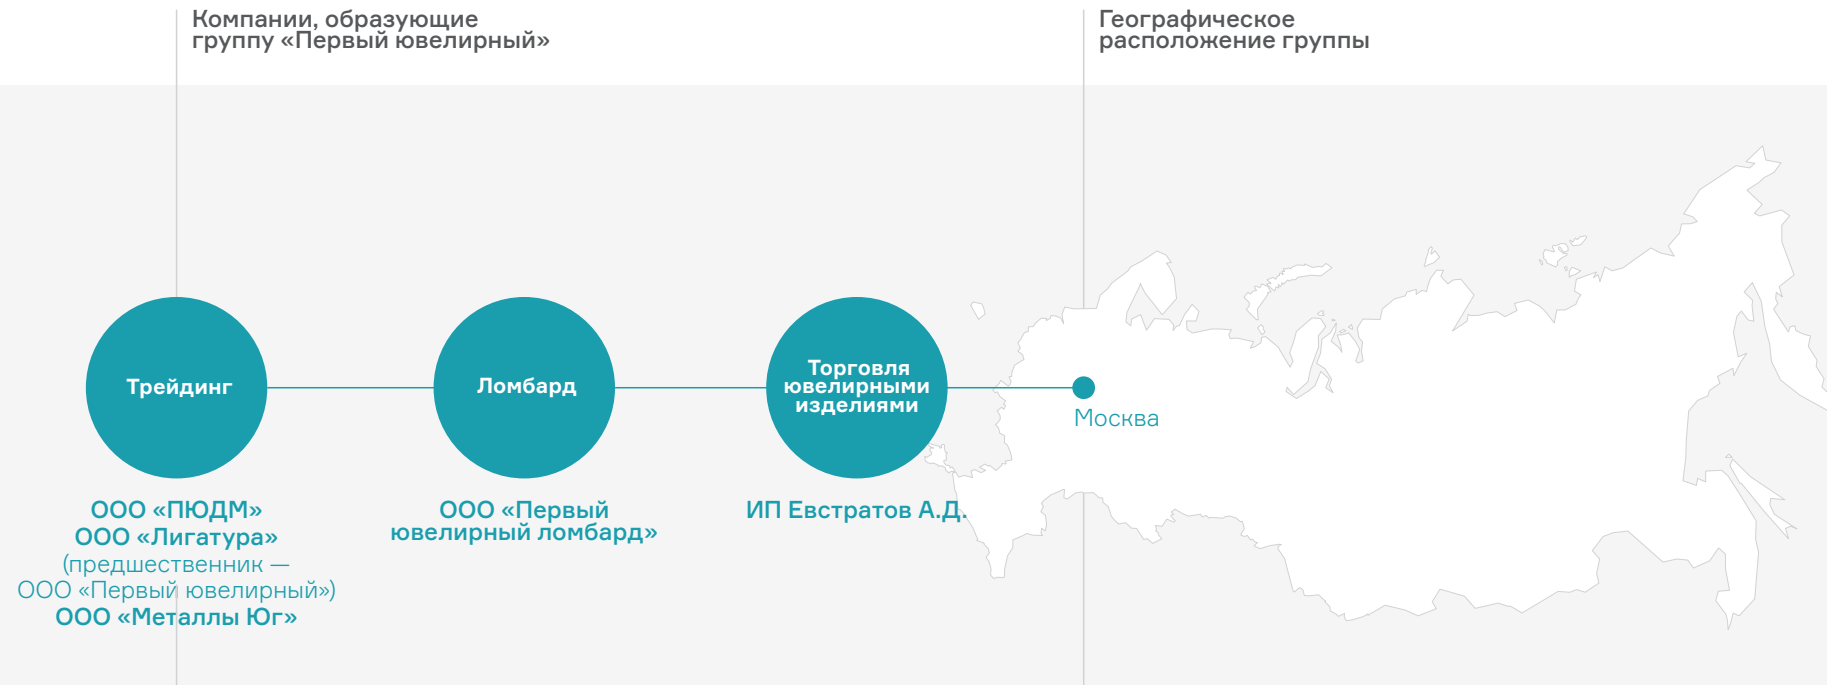 Компании, образующие
группу «Первый ювелирный»
Географическое
расположение группы
Трейдинг
Ломбард
Торговля
ювелирными
изделиями
Москва
ООО «ПЮДМ»
ООО «Лигатура»
(предшественник —
ООО «Первый ювелирный»)
ООО «Металлы Юг»
ООО «Первый
ювелирный ломбард»
ИП Евстратов А.Д.